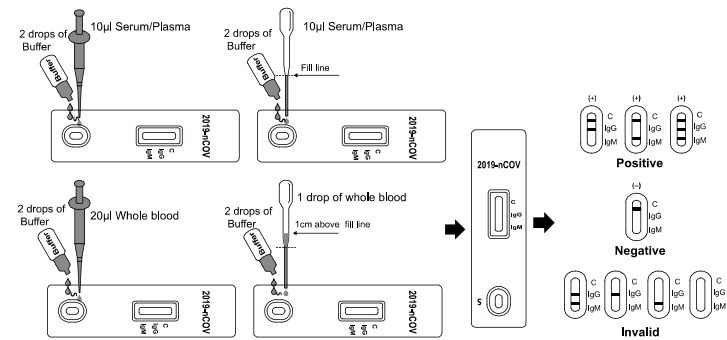 10µl Serum/Plasma
2 drops of
Buffer
Buffer
S
2019-nCOV
C
IgG
IgM
10µl Serum/Plasma
2 drops of
Buffer
Fill line
Buffer
S
2019-nCOV
C
IgG
IgM
20µl Whole blood
2 drops of
Buffer
Buffer
S
2019-nCOV
C
IgG
IgM
1 drop of whole blood
2 drops of
Buffer
1cm above fill line
Buffer
S
2019-nCOV
C
IgG
IgM
2019-nCOV
C
IgG
IgM
S
(+) (+) (+)
C C C
IgG IgG IgG
IgM IgM IgM
Positive
(-)
C
IgG
IgM
Negative
C C C C
IgG IgG IgG IgG
IgM IgM IgM IgM
Invalid